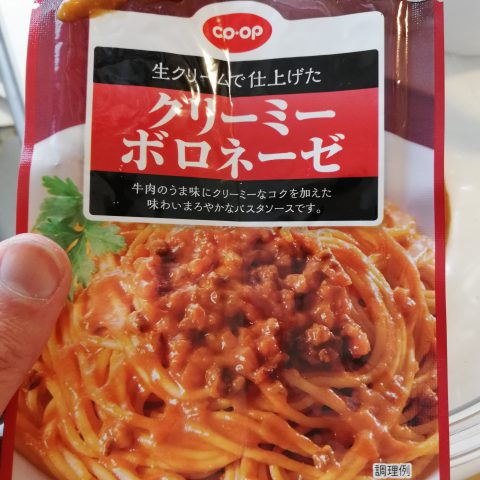 CO・OP
生クリームで仕上げた
クリーミー
ボロネーゼ
牛肉のうま味にクリーミーなコクを加えた
味わいまろやかなパスタソースです。
調理例